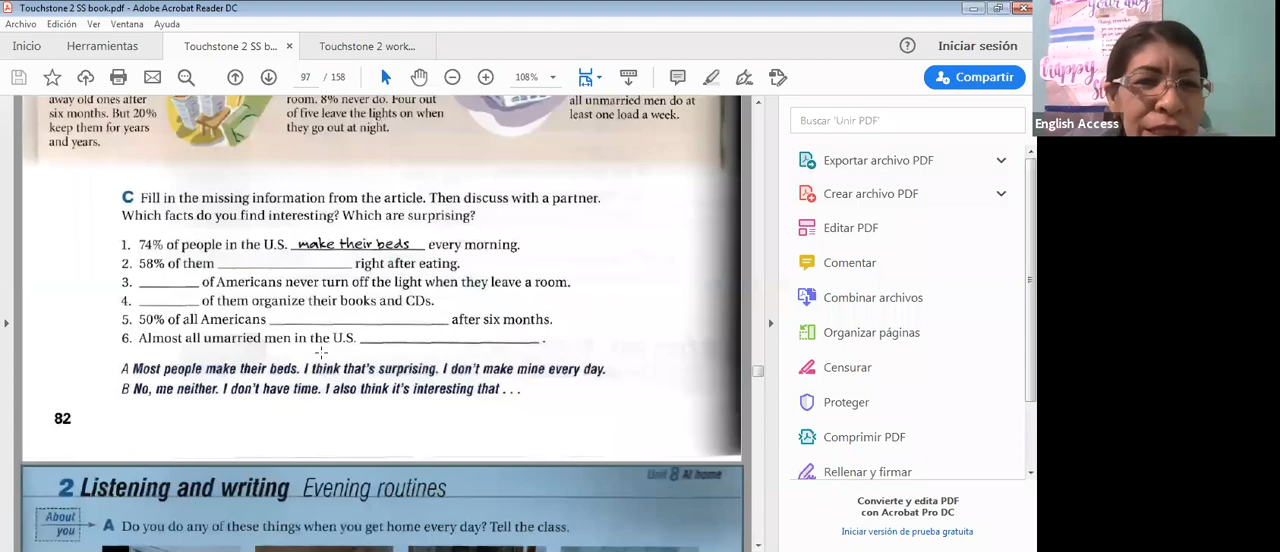 Touchstone 2 SS book.pdf - Adobe Acrobat Reader DC
Archivo Edición Ver Ventana Ayuda
Inicio Herramientas Touchstone 2 SS b... × Touchstone 2 work... Iniciar sesión
97 / 158 108% Compartir
away old ones after
six months. But 20%
keep them for years
and years.
room. 8% never do. Four out
of five leave the lights on when
they go out at night.
all unmarried men do at
least one load a week.
C Fill in the missing information from the article. Then discuss with a partner.
Which facts do you find interesting? Which are surprising?
1. 74% of people in the U.S. make their beds every morning.
2. 58% of them ____________ right after eating.
3. ______ of Americans never turn off the light when they leave a room.
4. ______ of them organize their books and CDs.
5. 50% of all Americans ________________ after six months.
6. Almost all umarried men in the U.S. ________________ .
A Most people make their beds. I think that's surprising. I don't make mine every day.
B No, me neither. I don't have time. I also think it's interesting that . . .
82
Unit 8 At home
2 Listening and writing Evening routines
About
you
A Do you do any of these things when you get home every day? Tell the class.
Buscar 'Unir PDF'
Exportar archivo PDF
Crear archivo PDF
Editar PDF
Comentar
Combinar archivos
Organizar páginas
Censurar
Proteger
Comprimir PDF
Rellenar y firmar
Convierte y edita PDF
con Acrobat Pro DC
Iniciar versión de prueba gratuita
your day
happy
English Access